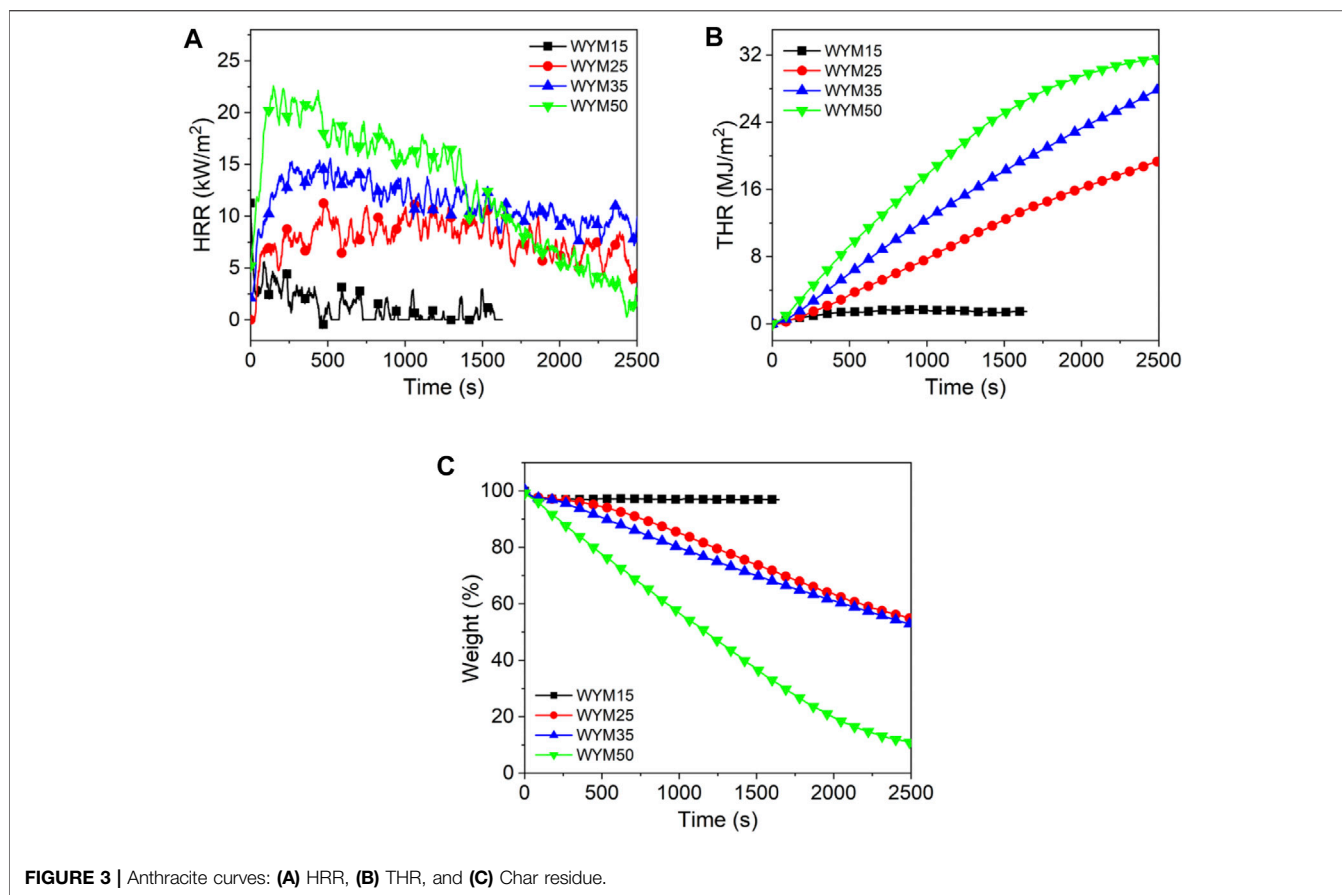 A
HRR (kW/m²)
25
20
15
10
5
0
0 500 1000 1500 2000 2500
Time (s)
WYM15
WYM25
WYM35
WYM50
B
THR (MJ/m²)
32
24
16
8
0
0 500 1000 1500 2000 2500
Time (s)
WYM15
WYM25
WYM35
WYM50
C
Weight (%)
100
80
60
40
20
0
0 500 1000 1500 2000 2500
Time (s)
WYM15
WYM25
WYM35
WYM50
FIGURE 3 | Anthracite curves: (A) HRR, (B) THR, and (C) Char residue.